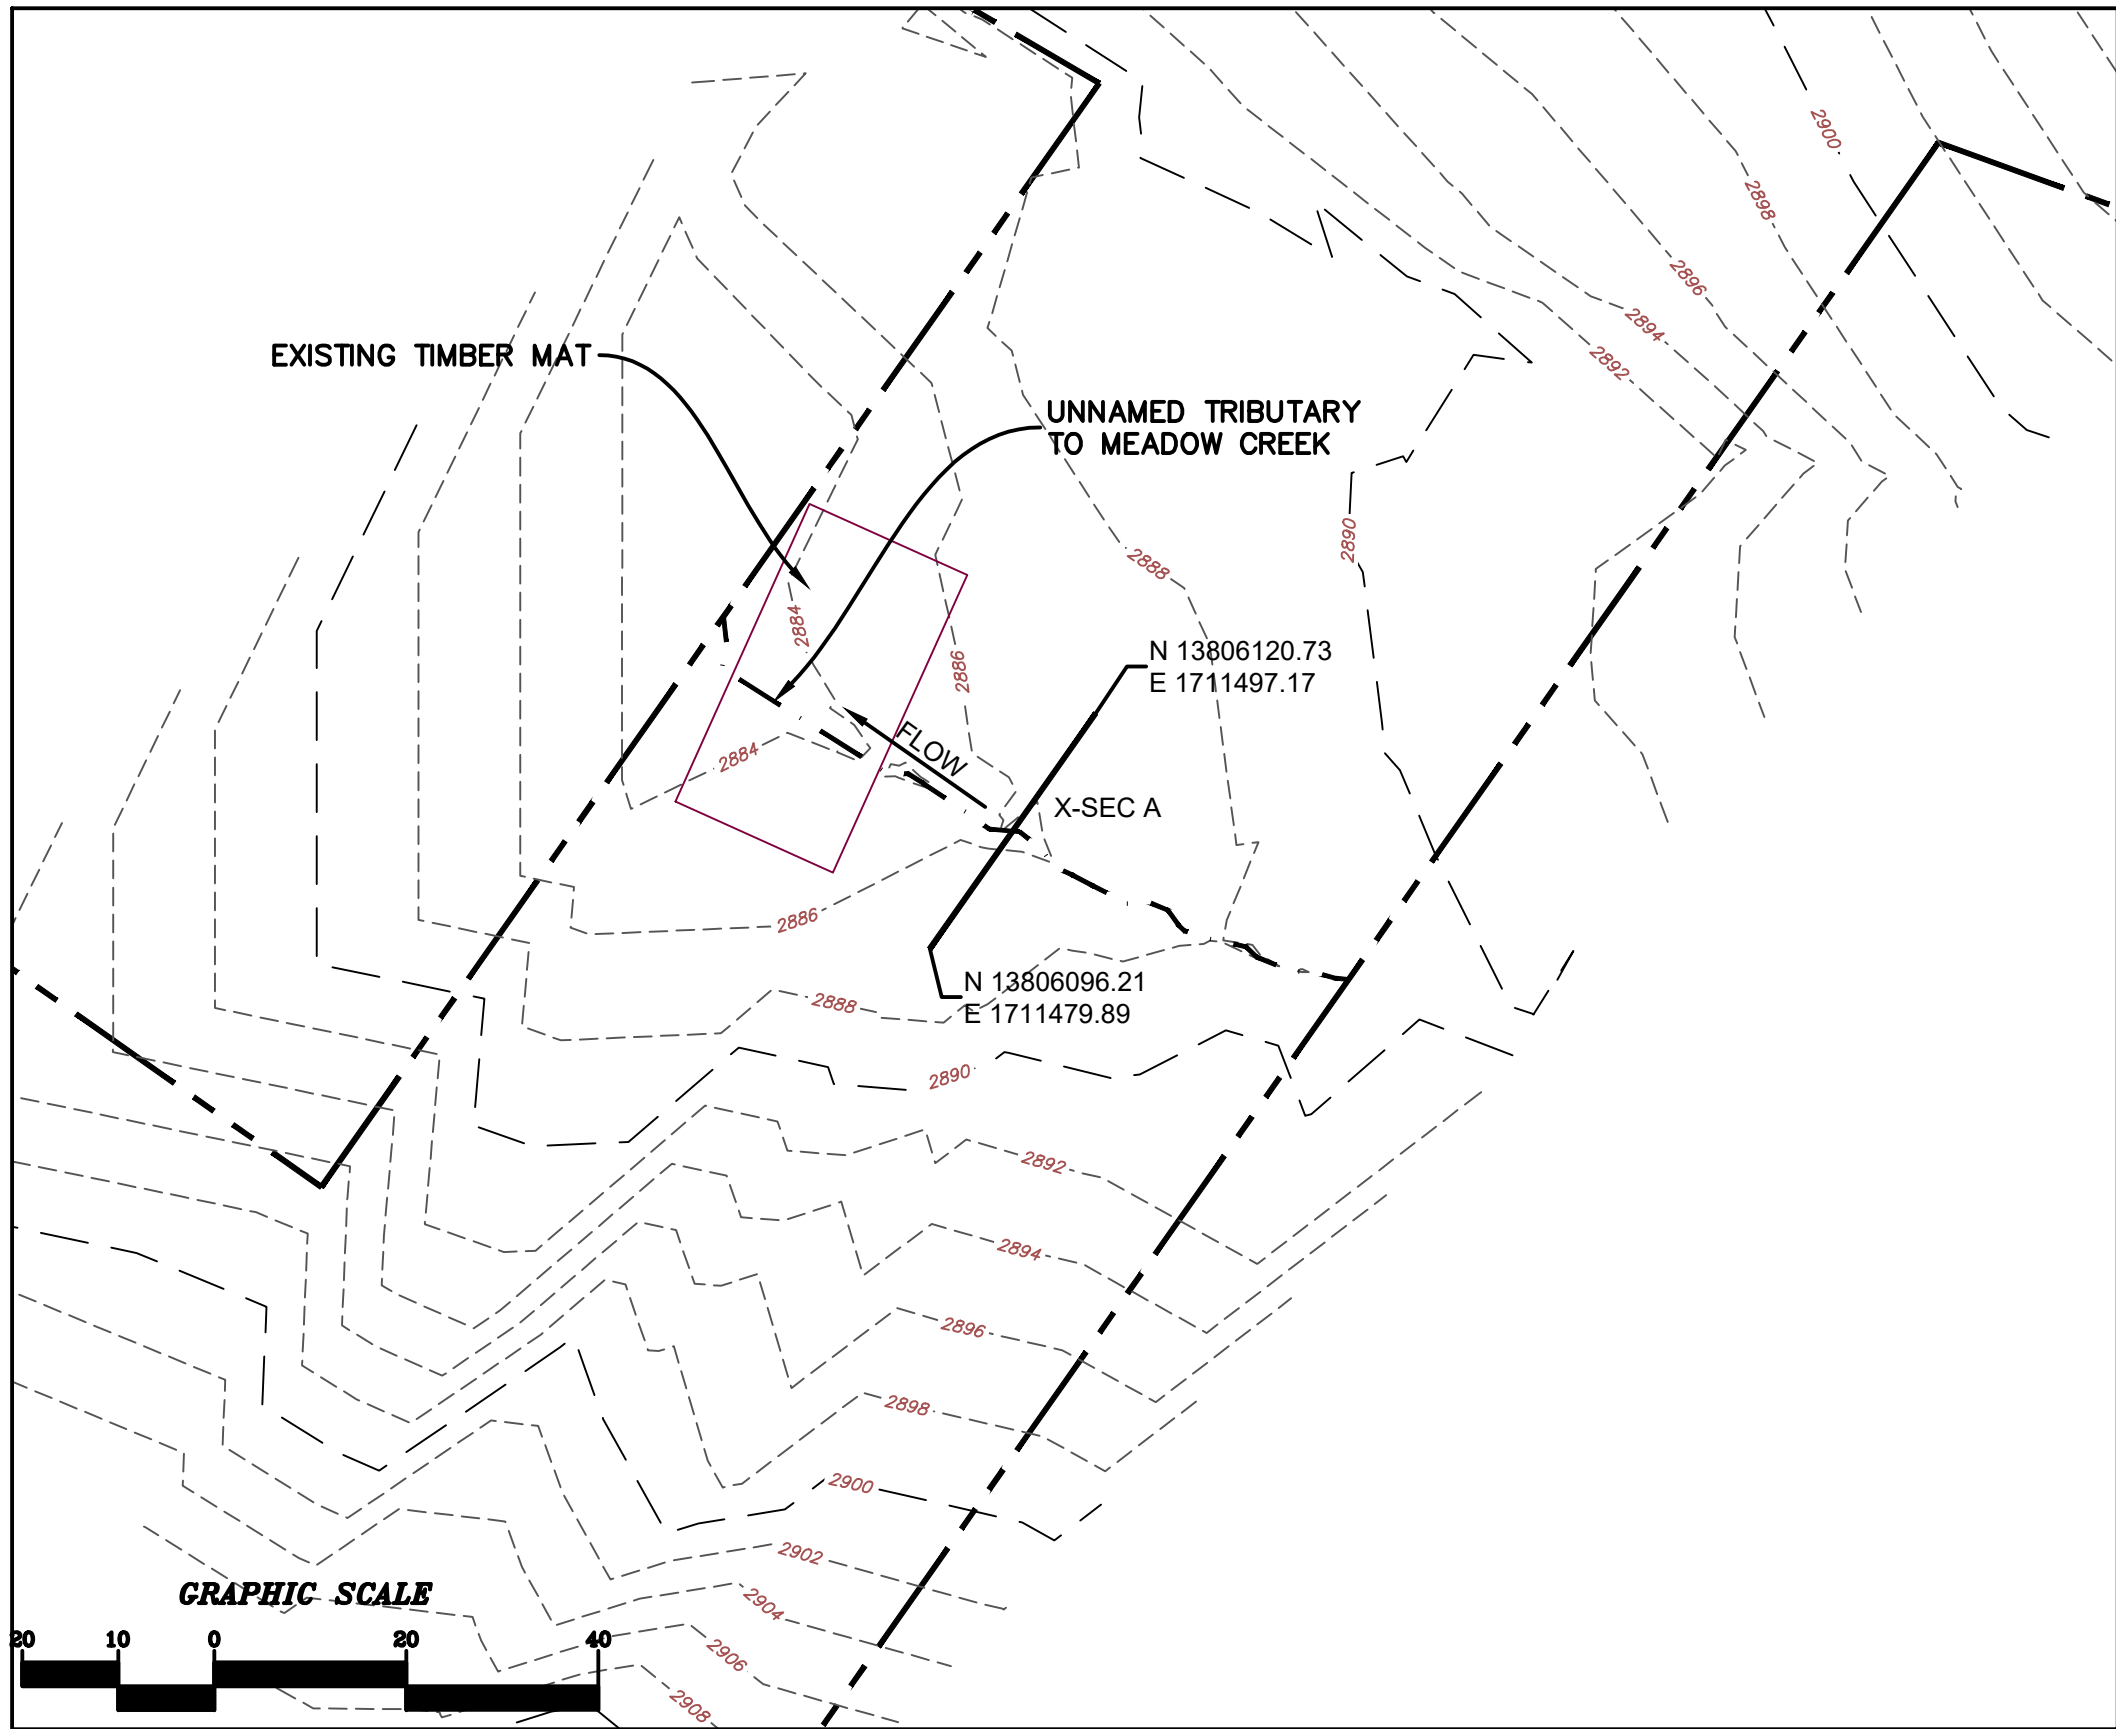 2900
2898
2896
2894
2892
EXISTING TIMBER MAT
UNNAMED TRIBUTARY
TO MEADOW CREEK
2890
2888
2884
2886
N 13806120.73
E 1711497.17
FLOW
2884
X-SEC A
2886
N 13806096.21
E 1711479.89
2888
2890
2892
2894
2896
2898
2900
2902
2904
2906
2908
GRAPHIC SCALE
20 10 0 20 40